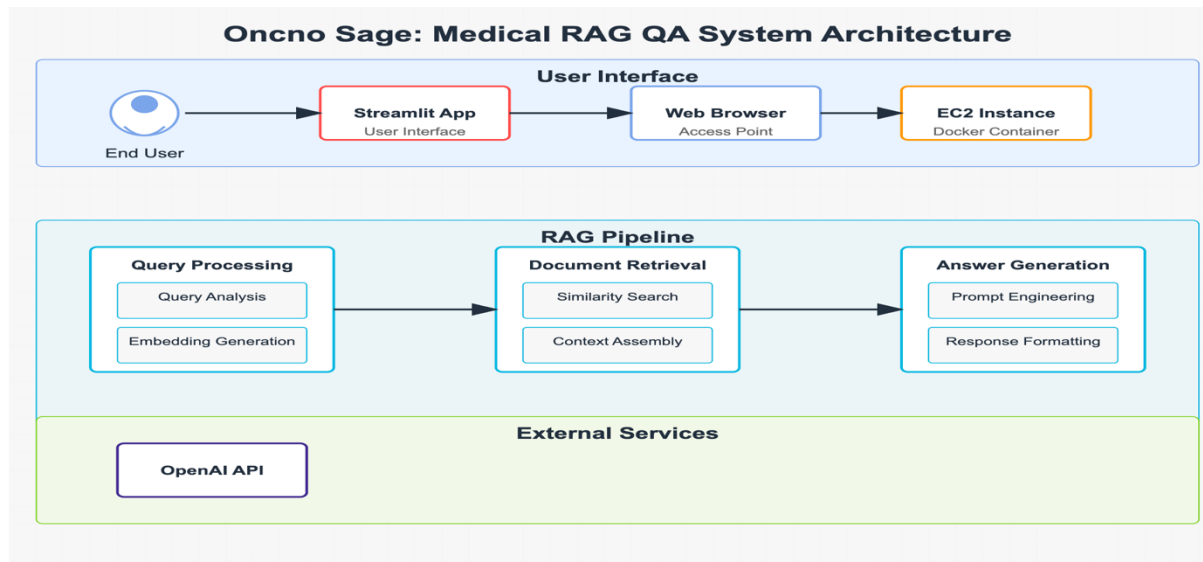 Oncno Sage: Medical RAG QA System Architecture
User Interface
Streamlit App
User Interface
Web Browser
Access Point
EC2 Instance
Docker Container
End User
RAG Pipeline
Query Processing
Query Analysis
Embedding Generation
Document Retrieval
Similarity Search
Context Assembly
Answer Generation
Prompt Engineering
Response Formatting
External Services
OpenAI API